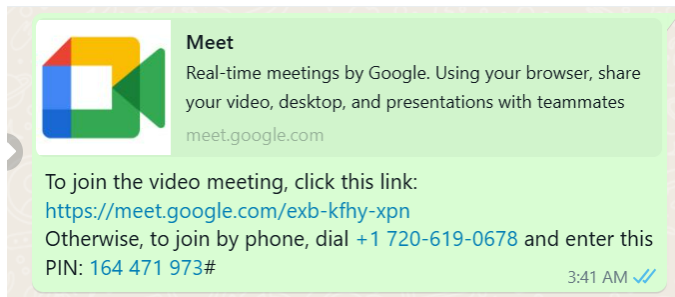 Meet
Real-time meetings by Google. Using your browser, share
your video, desktop, and presentations with teammates
meet.google.com
To join the video meeting, click this link:
https://meet.google.com/exb-kfhy-xpn
Otherwise, to join by phone, dial +1 720-619-0678 and enter this
PIN: 164 471 973#
3:41 AM